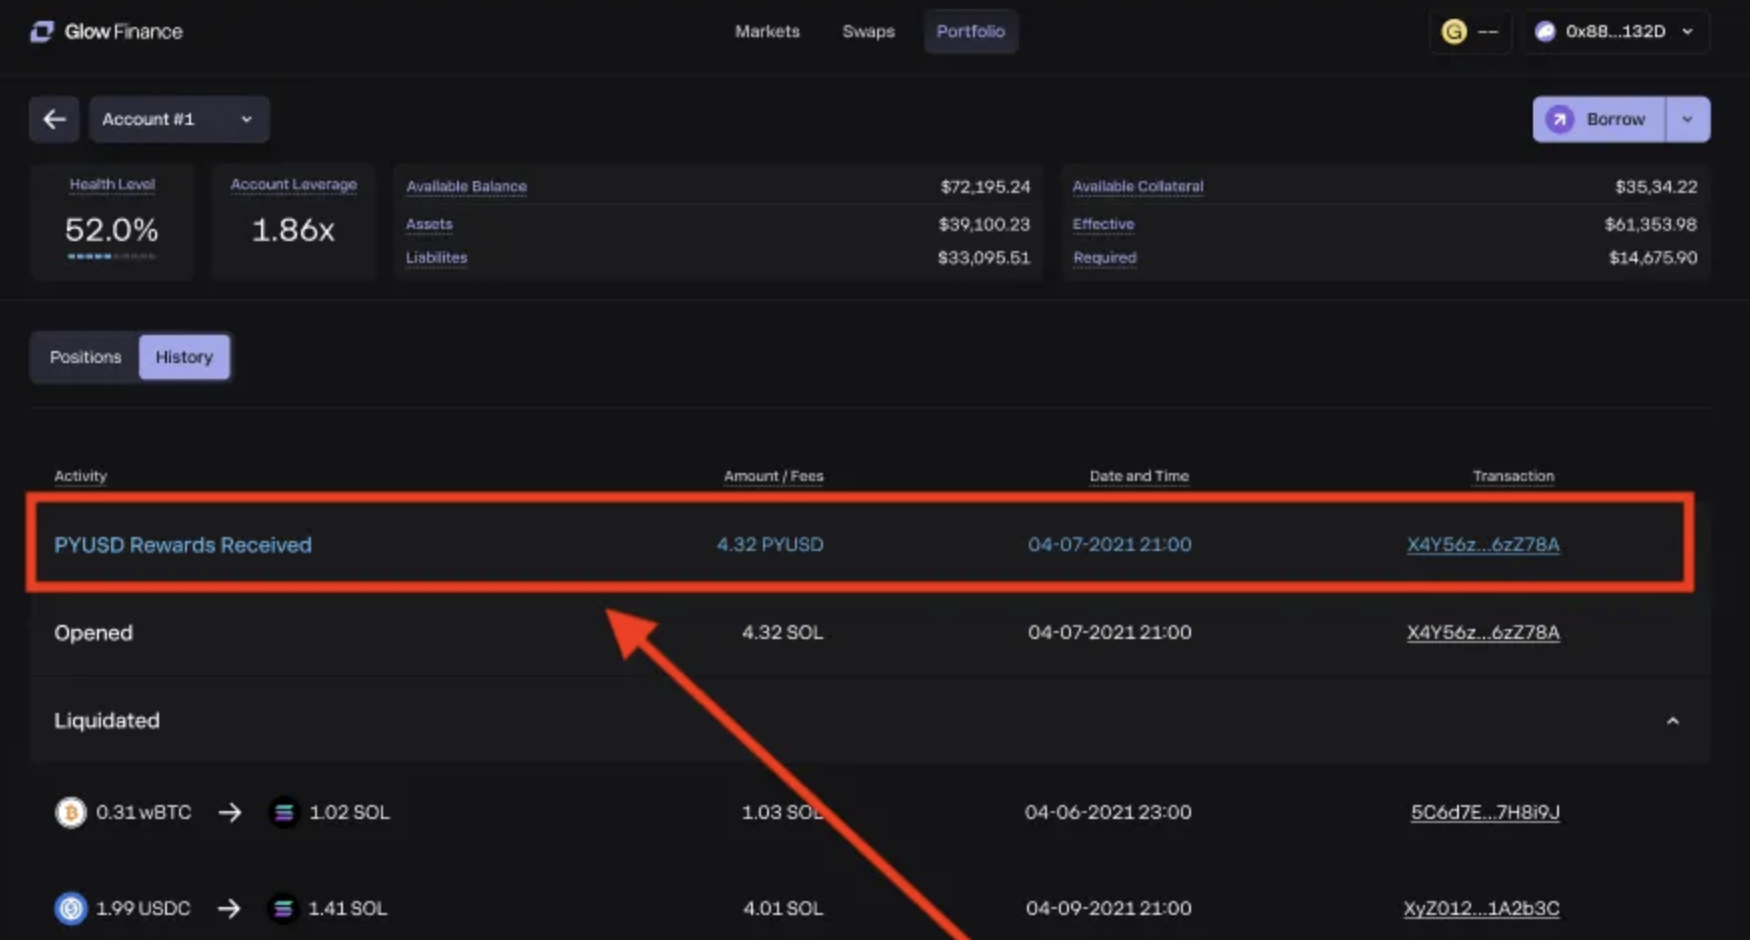 Glow Finance
Markets Swaps Portfolio
G -- 0x88...132D
Account #1
Borrow
Health Level
52.0%
Account Leverage
1.86x
Available Balance $72,195.24
Assets $39,100.23
Liabilites $33,095.51
Available Collateral $35,34.22
Effective $61,353.98
Required $14,675.90
Positions History
Activity Amount / Fees Date and Time Transaction
PYUSD Rewards Received 4.32 PYUSD 04-07-2021 21:00 X4Y56z...6zZ78A
Opened 4.32 SOL 04-07-2021 21:00 X4Y56z...6zZ78A
Liquidated
0.31 wBTC → 1.02 SOL 1.03 SOL 04-06-2021 23:00 5C6d7E...7H8i9J
1.99 USDC → 1.41 SOL 4.01 SOL 04-09-2021 21:00 XyZ012...1A2b3C